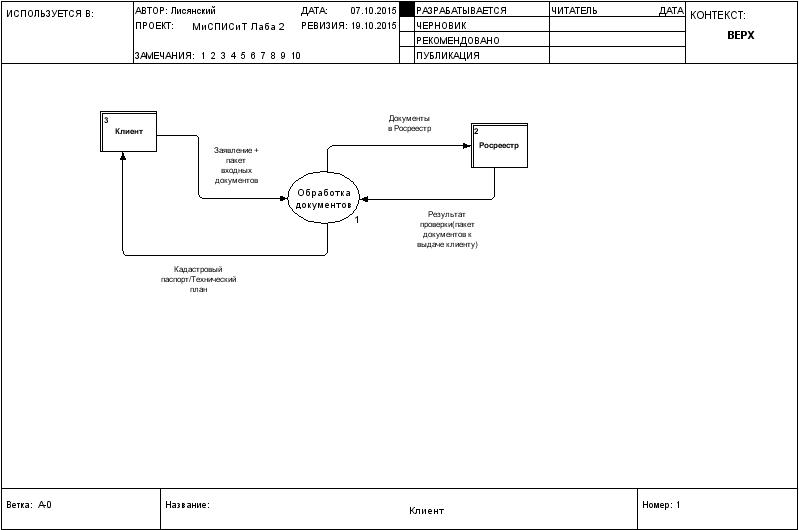 ИСПОЛЬЗУЕТСЯ В:
АВТОР: Лисянский
ДАТА: 07.10.2015
РАЗРАБАТЫВАЕТСЯ
ЧИТАТЕЛЬ
ДАТА
КОНТЕКСТ:
ПРОЕКТ: МиСПИСиТ Лаба 2
РЕВИЗИЯ: 19.10.2015
ЧЕРНОВИК
РЕКОМЕНДОВАНО
ВЕРХ
ЗАМЕЧАНИЯ: 1 2 3 4 5 6 7 8 9 10
ПУБЛИКАЦИЯ
3
Клиент
Заявление +
пакет
входных
документов
Документы
в Росреестр
2
Росреестр
Обработка
документов
1
Результат
проверки(пакет
документов к
выдаче клиенту)
Кадастровый
паспорт/Технический
план
Ветка: A-0
Название:
Клиент
Номер: 1